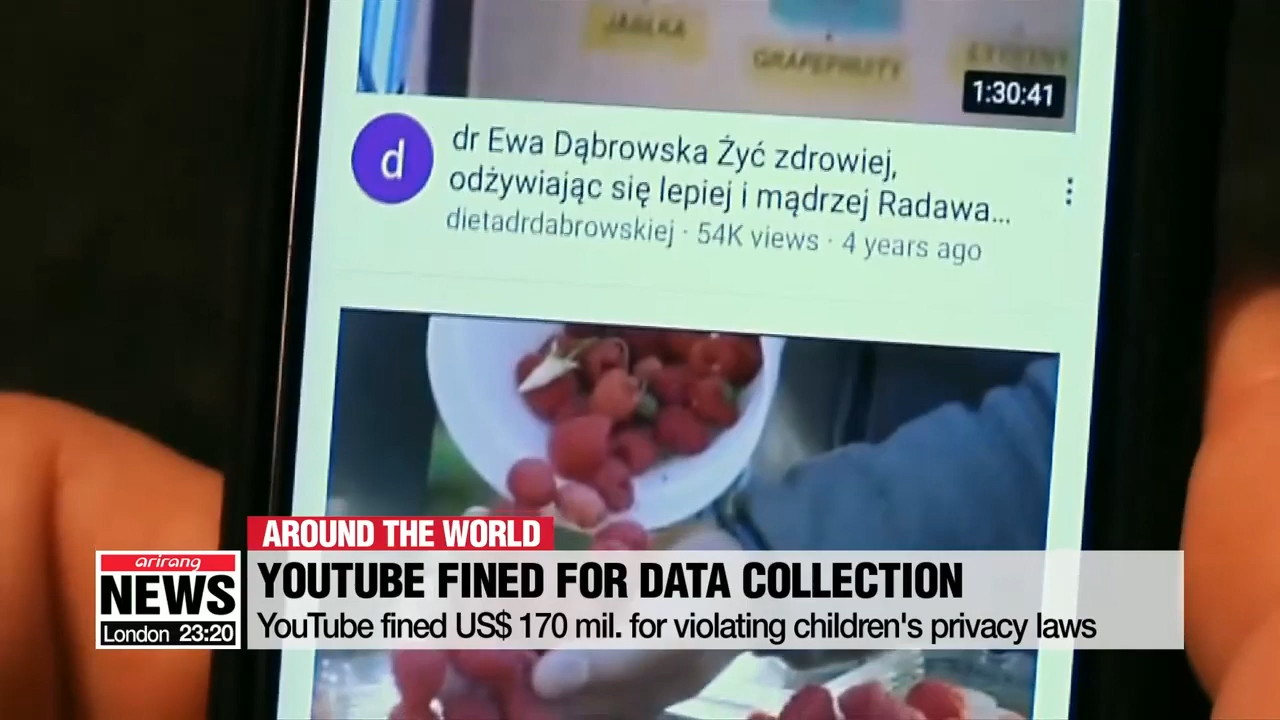 JABŁKA
GRAPEFRUITY
1:30:41
d
dr Ewa Dąbrowska Żyć zdrowiej,
odżywiając się lepiej i mądrzej Radawa...
dietadrdabrowskiej · 54K views · 4 years ago
AROUND THE WORLD
arirang
NEWS
London 23:20
YOUTUBE FINED FOR DATA COLLECTION
YouTube fined US$ 170 mil. for violating children's privacy laws